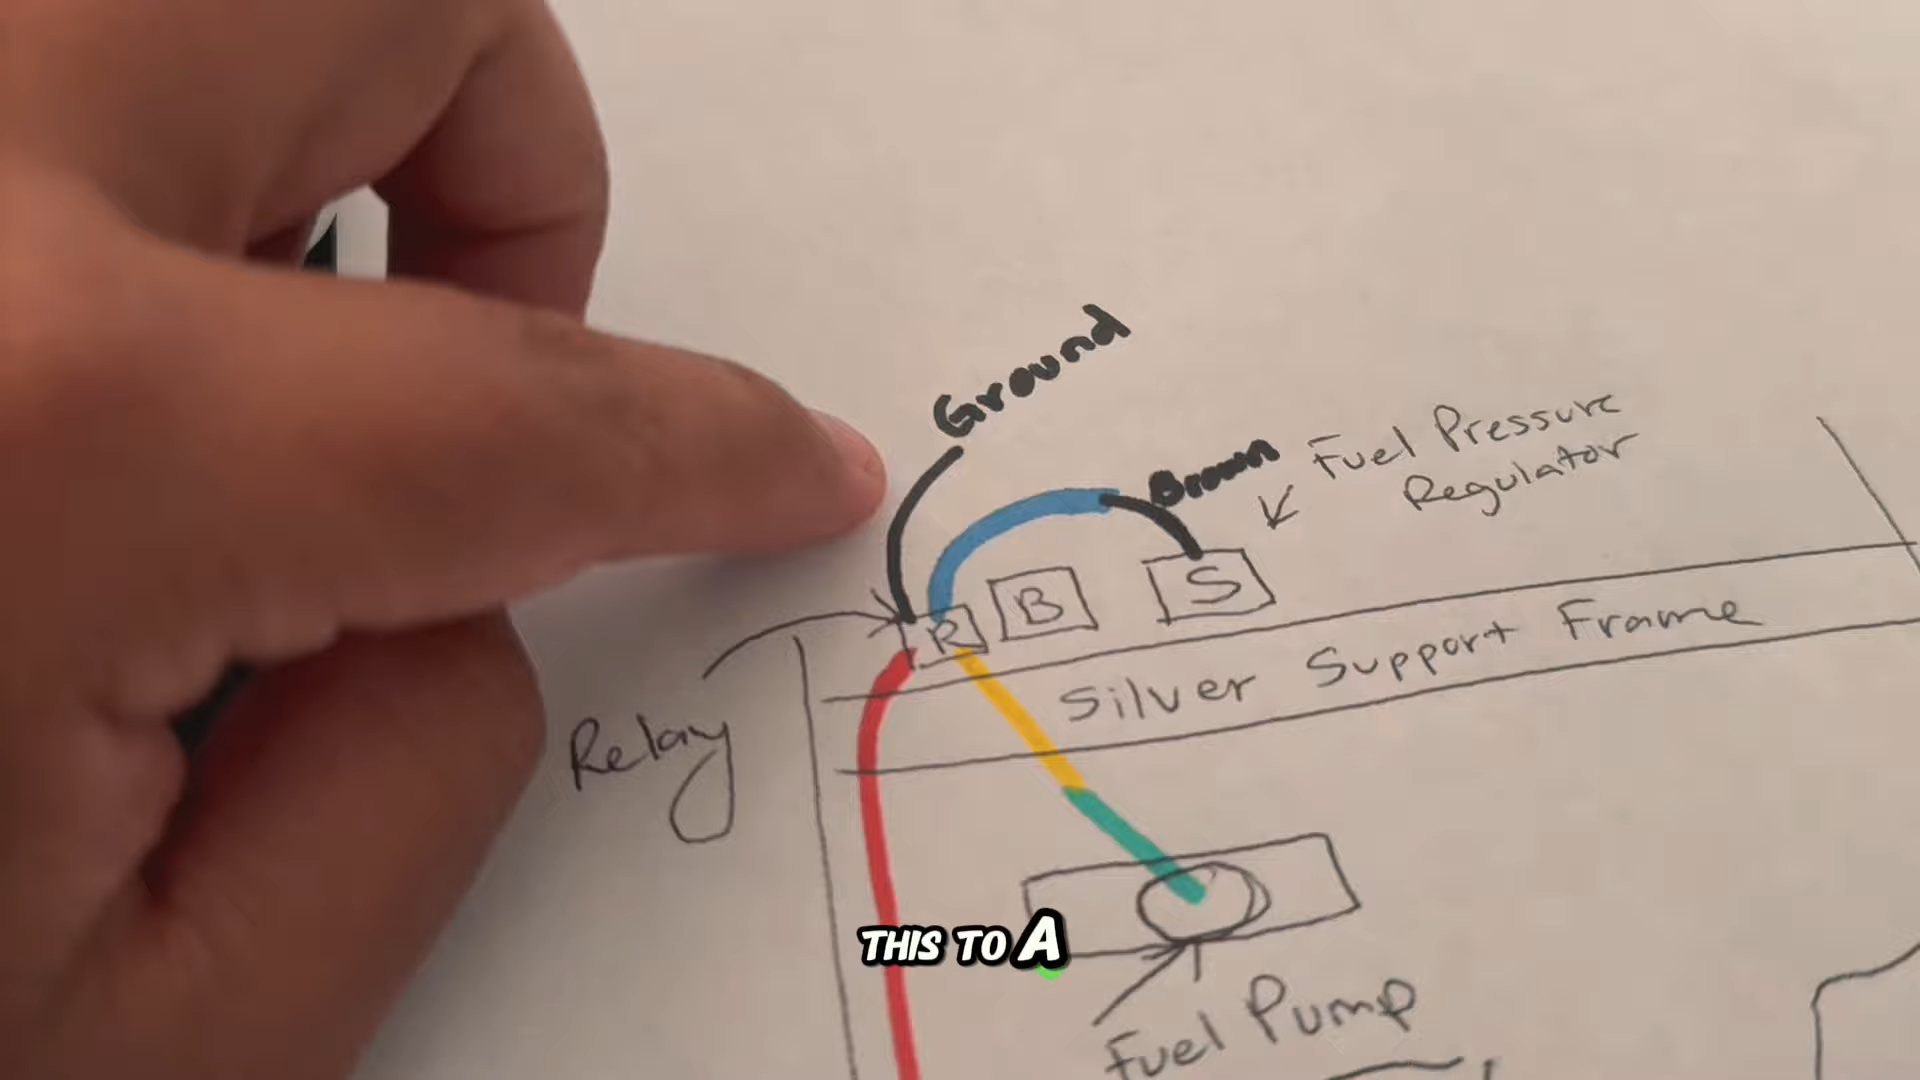 Ground
Brown
Fuel Pressure
Regulator
R
B
S
Silver Support Frame
Relay
THIS TO A
Fuel Pump